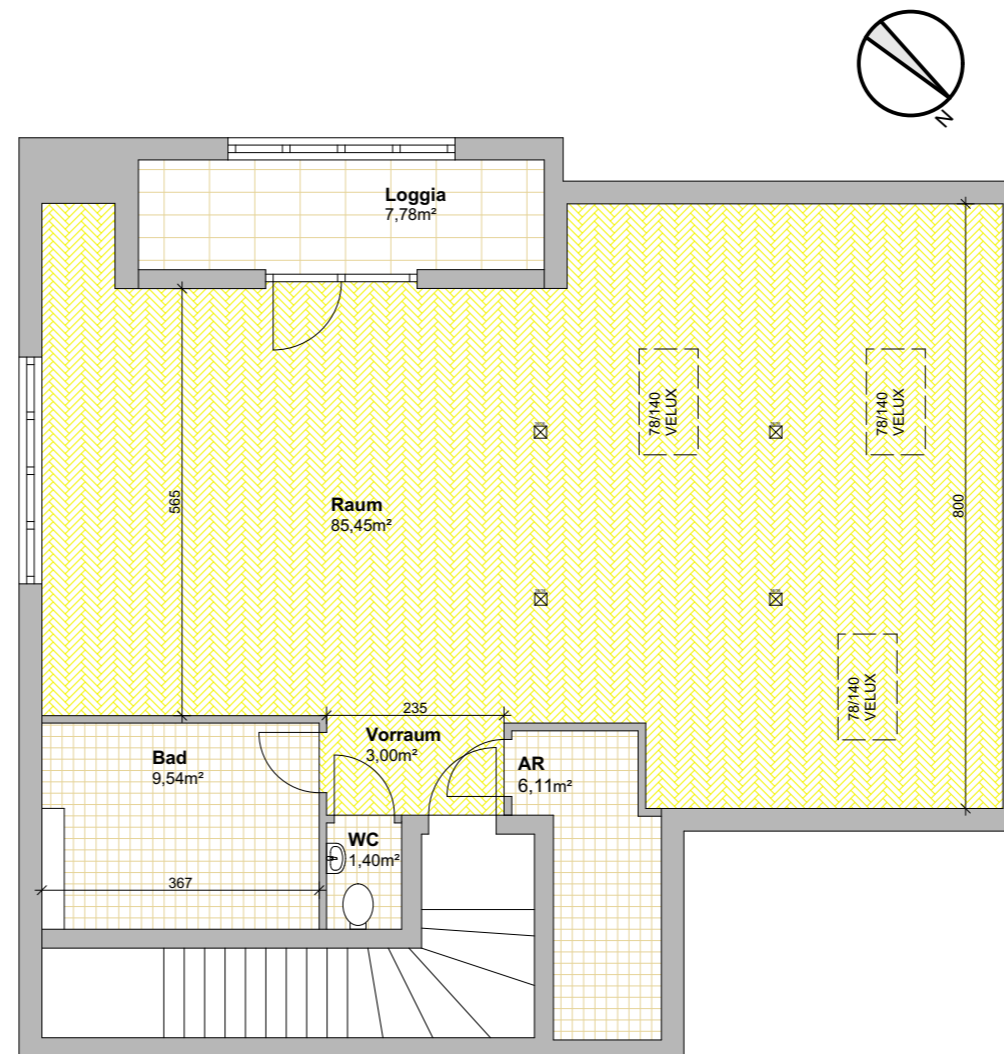 N
Loggia
7,78m²
78/140
VELUX
78/140
VELUX
565
Raum
85,45m²
800
78/140
VELUX
235
Vorraum
3,00m²
Bad
9,54m²
AR
6,11m²
WC
1,40m²
367